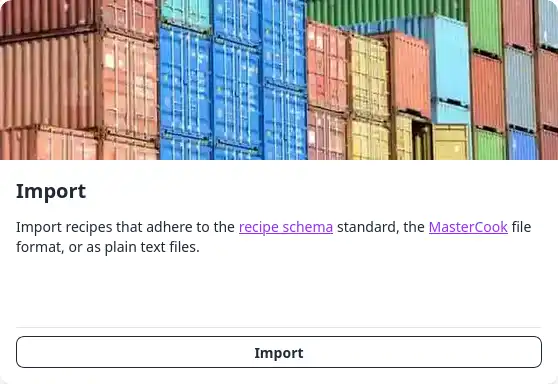 Import
Import recipes that adhere to the recipe schema standard, the MasterCook file
format, or as plain text files.
Import